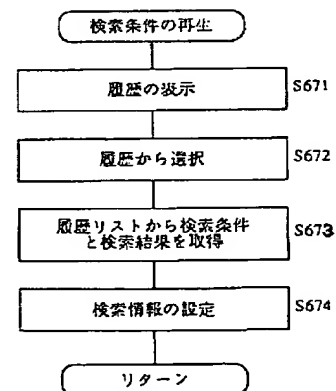 検索条件の再生
履歴の表示 S671
履歴から選択 S672
履歴リストから検索条件
と検索結果を取得 S673
検索情報の設定 S674
リターン